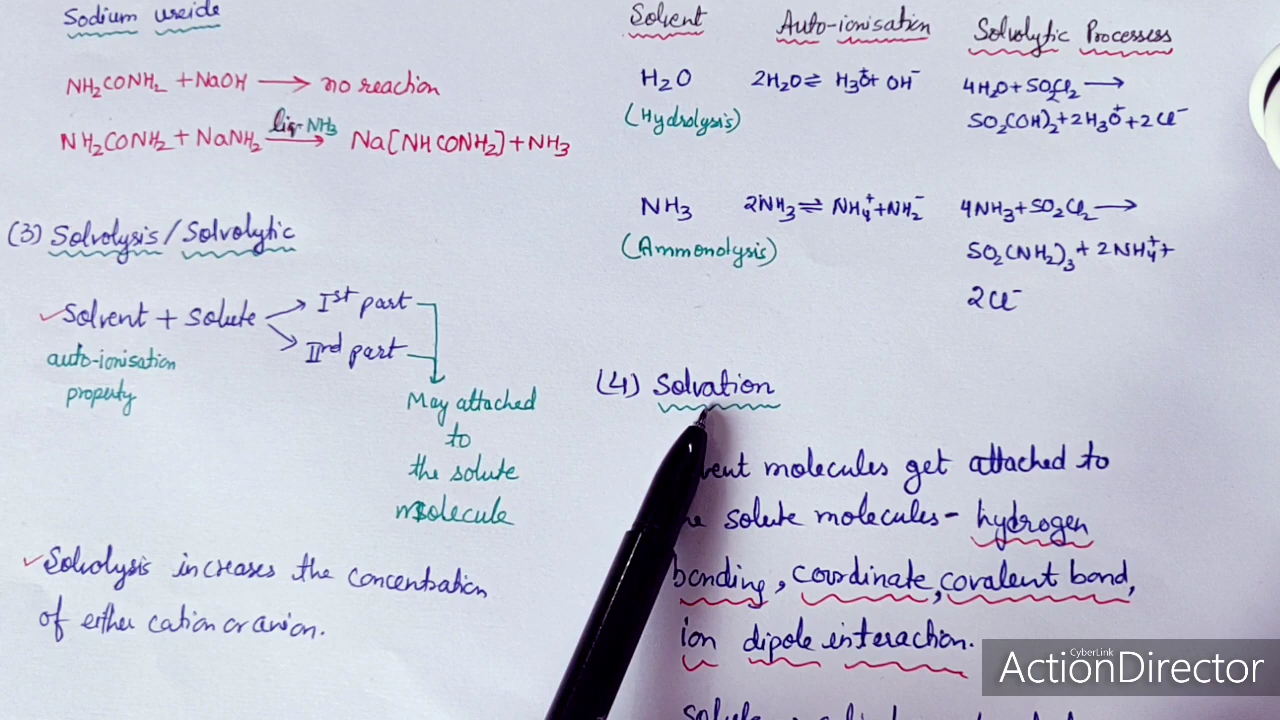 Sodium ureide
NH₂CONH₂ + NaOH ⟶ no reaction
NH₂CONH₂ + NaNH₂ ⟶ (liq. NH₃) Na[NHCONH₂] + NH₃
(3) Solvolysis / Solvolytic
Solvent + Solute
Ist part
IInd part
auto-ionisation
property
May attached
to
the solute
molecule
Solvolysis increases the concentration
of either cation or anion.
Solvent Auto-ionisation Solvolytic Processess
H₂O 2H₂O ⇌ H₃O⁺ + OH⁻ 4H₂O + SO₂Cl₂ ⟶
(Hydrolysis) SO₂(OH)₂ + 2H₃O⁺ + 2Cl⁻
NH₃ 2NH₃ ⇌ NH₄⁺ + NH₂⁻ 4NH₃ + SO₂Cl₂ ⟶
(Ammonolysis) SO₂(NH₂)₃ + 2NH₄⁺ +
2Cl⁻
(4) Solvation
molecules get attached to
solute molecules - hydrogen
bonding, coordinate, covalent bond,
ion dipole interaction.
CyberLink
ActionDirector